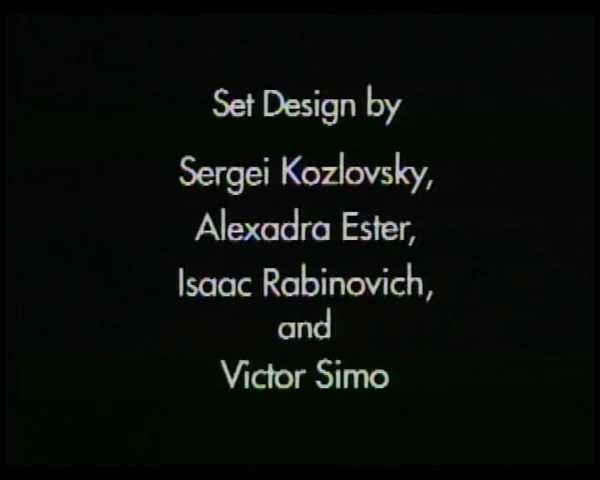 Set Design by
Sergei Kozlovsky,
Alexadra Ester,
Isaac Rabinovich,
and
Victor Simo